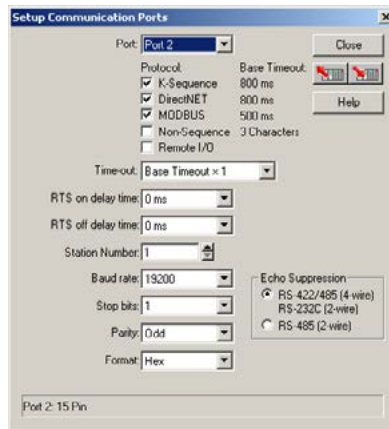 Setup Communication Ports
Port: Port 2
Close
Protocol: Base Timeout:
K-Sequence 800 ms
DirectNET 800 ms
MODBUS 500 ms
Non-Sequence 3 Characters
Remote I/O
Help
Time-out: Base Timeout × 1
RTS on delay time: 0 ms
RTS off delay time: 0 ms
Station Number: 1
Baud rate: 19200
Stop bits: 1
Parity: Odd
Format: Hex
Echo Suppression
RS-422/485 (4-wire)
RS-232C (2-wire)
RS-485 (2-wire)
Port 2: 15 Pin